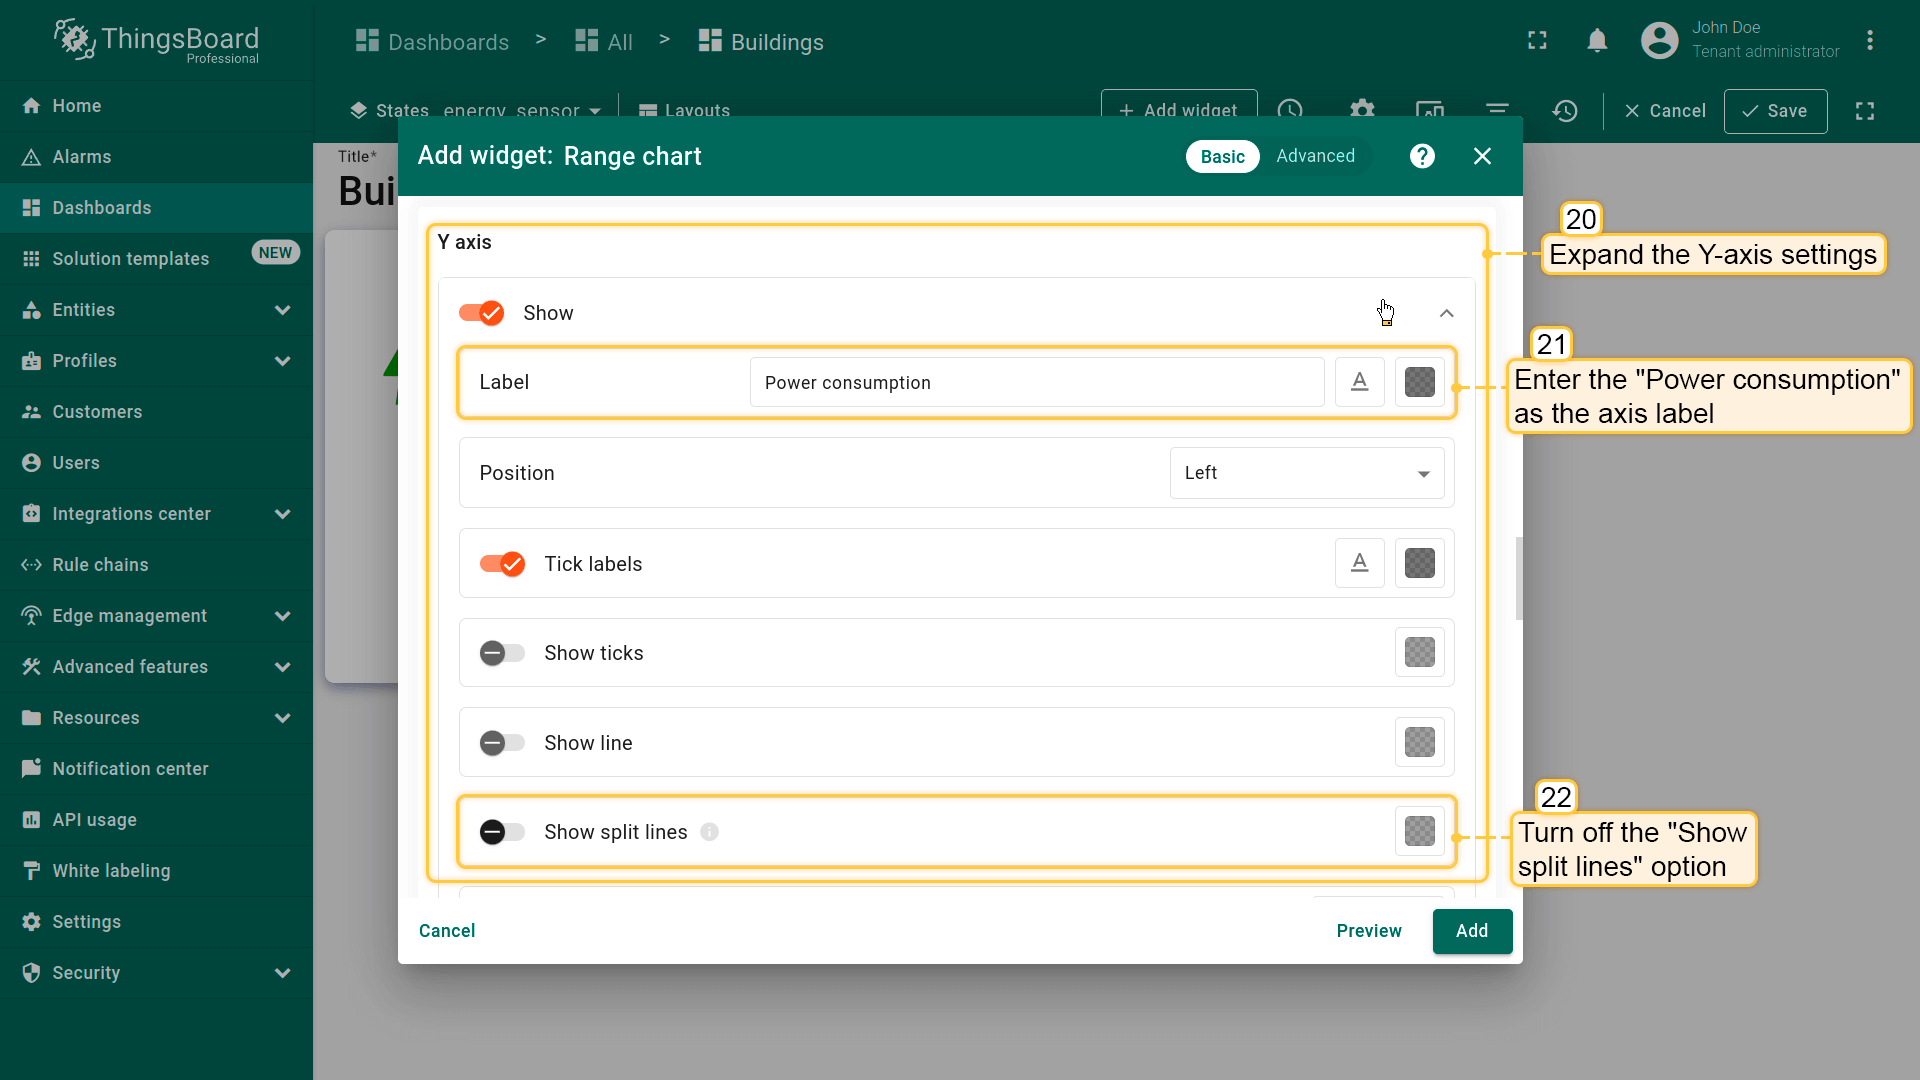 ThingsBoard
Professional
Dashboards > All > Buildings
John Doe
Tenant administrator
States energy_sensor Layouts + Add widget Cancel Save
Home
Alarms
Dashboards
Solution templates NEW
Entities
Profiles
Customers
Users
Integrations center
Rule chains
Edge management
Advanced features
Resources
Notification center
API usage
White labeling
Settings
Security
Title*
Bui
Add widget: Range chart
Basic Advanced
Y axis
Show
Label Power consumption
Position Left
Tick labels
Show ticks
Show line
Show split lines
Cancel Preview Add
20
Expand the Y-axis settings
21
Enter the "Power consumption"
as the axis label
22
Turn off the "Show
split lines" option